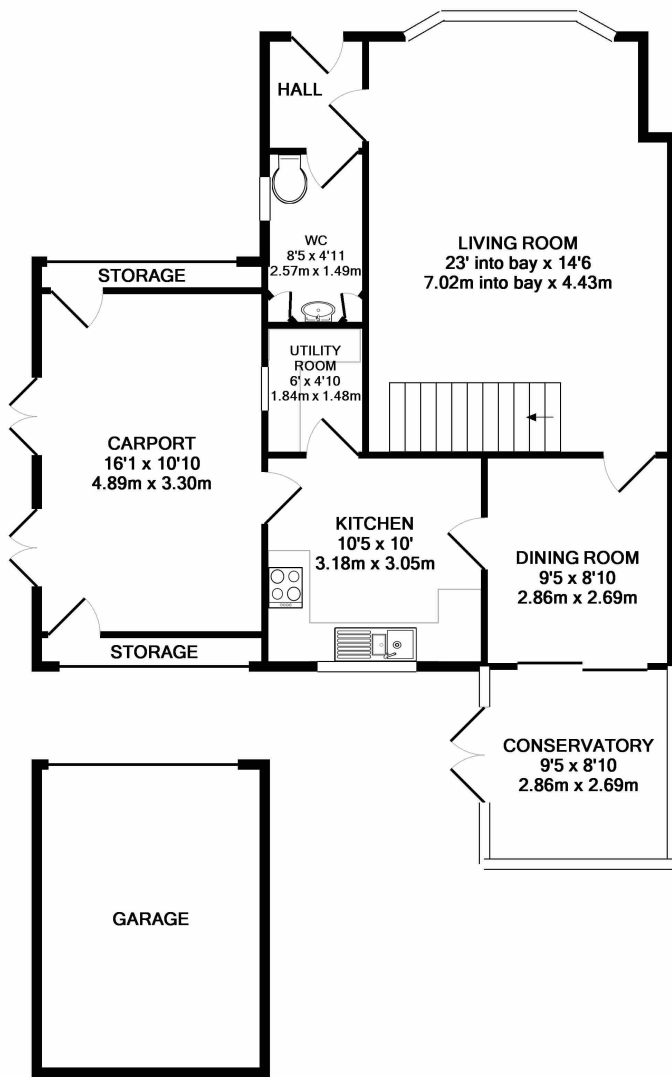 HALL
WC
8'5 x 4'11
2.57m x 1.49m
LIVING ROOM
23' into bay x 14'6
7.02m into bay x 4.43m
STORAGE
UTILITY
ROOM
6' x 4'10
1.84m x 1.48m
CARPORT
16'1 x 10'10
4.89m x 3.30m
KITCHEN
10'5 x 10'
3.18m x 3.05m
DINING ROOM
9'5 x 8'10
2.86m x 2.69m
STORAGE
CONSERVATORY
9'5 x 8'10
2.86m x 2.69m
GARAGE